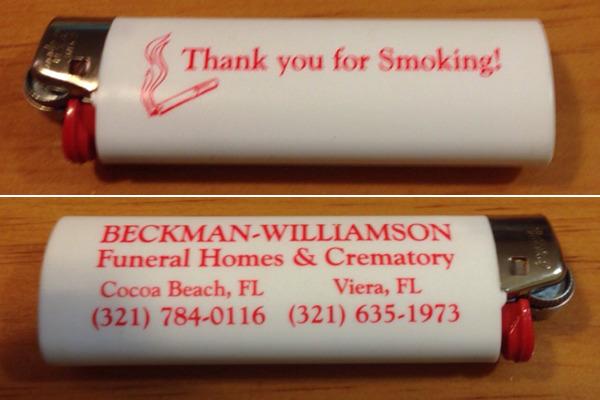 Thank you for Smoking!
BECKMAN-WILLIAMSON
Funeral Homes & Crematory
Cocoa Beach, FL Viera, FL
(321) 784-0116 (321) 635-1973